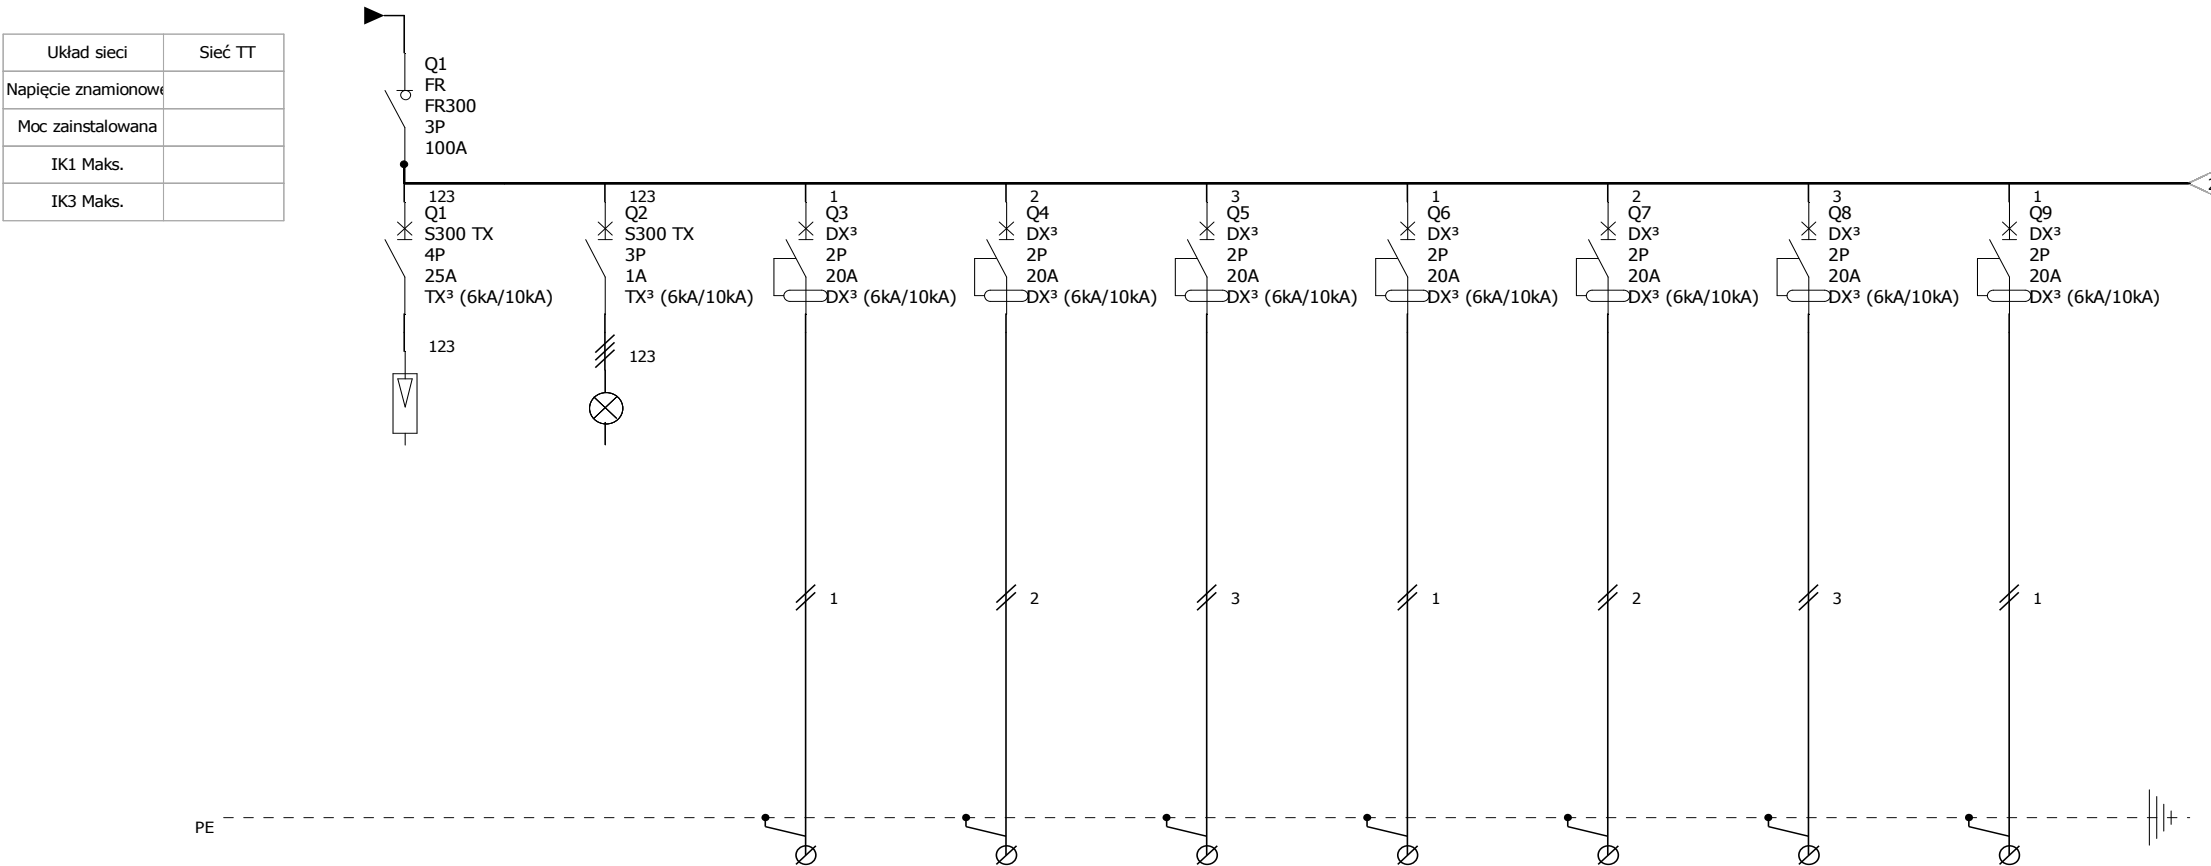 Układ sieci Sieć TT
Napięcie znamionowe
Moc zainstalowana
IK1 Maks.
IK3 Maks.
Q1
FR
FR300
3P
100A
123
Q1
S300 TX
4P
25A
TX³ (6kA/10kA)
123
123
Q2
S300 TX
3P
1A
TX³ (6kA/10kA)
123
1
Q3
DX³
2P
20A
DX³ (6kA/10kA)
1
2
Q4
DX³
2P
20A
DX³ (6kA/10kA)
2
3
Q5
DX³
2P
20A
DX³ (6kA/10kA)
3
1
Q6
DX³
2P
20A
DX³ (6kA/10kA)
1
2
Q7
DX³
2P
20A
DX³ (6kA/10kA)
2
3
Q8
DX³
2P
20A
DX³ (6kA/10kA)
3
1
Q9
DX³
2P
20A
DX³ (6kA/10kA)
1
PE